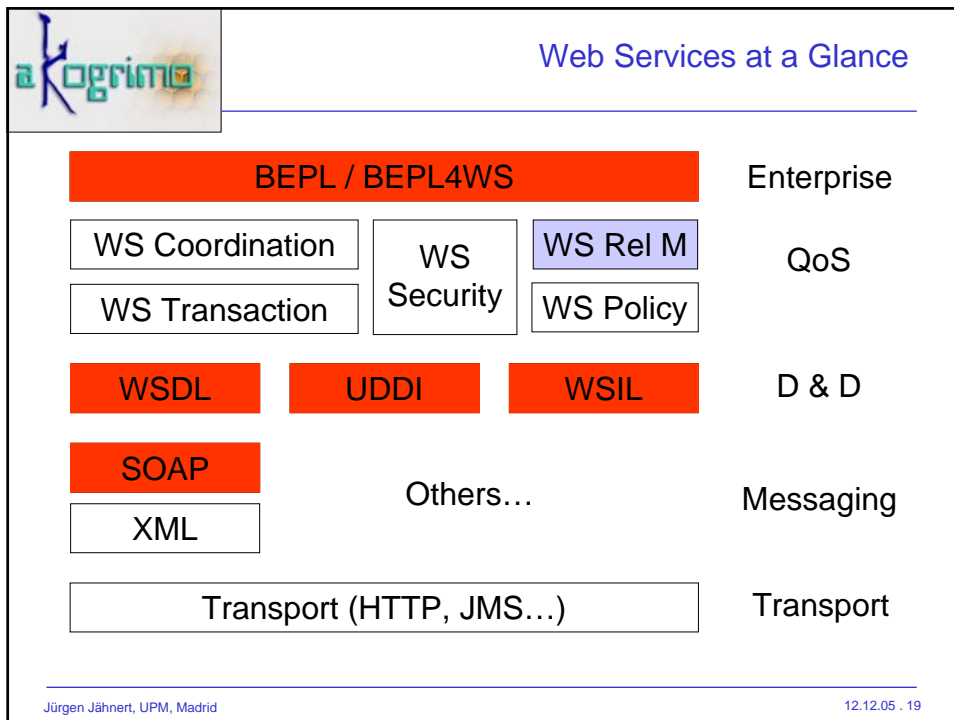 akogrimo
Web Services at a Glance
BEPL / BEPL4WS
Enterprise
WS Coordination
WS
Security
WS Rel M
QoS
WS Transaction
WS Policy
WSDL
UDDI
WSIL
D & D
SOAP
Others…
Messaging
XML
Transport (HTTP, JMS…)
Transport
Jürgen Jähnert, UPM, Madrid
12.12.05 . 19